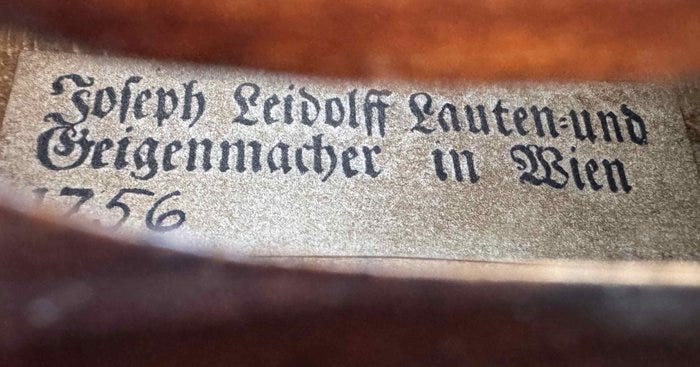 Joseph Leidolff Lauten-und
Geigenmacher in Wien
1756